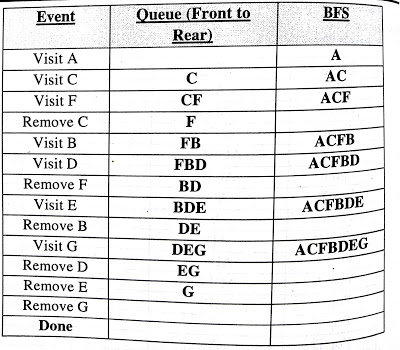 Event Queue (Front to Rear) BFS
Visit A A
Visit C C AC
Visit F CF ACF
Remove C F
Visit B FB ACFB
Visit D FBD ACFBD
Remove F BD
Visit E BDE ACFBDE
Remove B DE
Visit G DEG ACFBDEG
Remove D EG
Remove E G
Remove G
Done